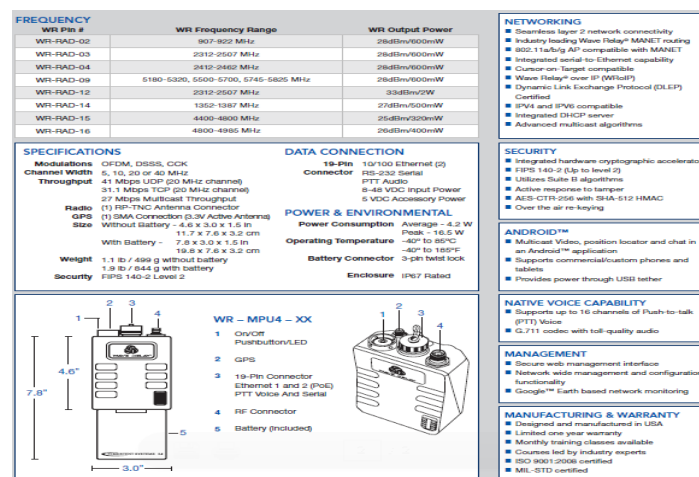 FREQUENCY
WR Pin # WR Frequency Range WR Output Power
WR-RAD-02 907-922 MHz 28dBm/600mW
WR-RAD-03 2312-2507 MHz 28dBm/600mW
WR-RAD-04 2412-2462 MHz 28dBm/600mW
WR-RAD-09 5180-5320, 5500-5700, 5745-5825 MHz 28dBm/600mW
WR-RAD-12 2312-2507 MHz 33dBm/2W
WR-RAD-14 1352-1387 MHz 27dBm/500mW
WR-RAD-15 4400-4800 MHz 25dBm/320mW
WR-RAD-16 4800-4985 MHz 26dBm/400mW
SPECIFICATIONS
Modulations OFDM, DSSS, CCK
Channel Width 5, 10, 20 or 40 MHz
Throughput 41 Mbps UDP (20 MHz channel)
31.1 Mbps TCP (20 MHz channel)
27 Mbps Multicast Throughput
Radio (1) RP-TNC Antenna Connector
GPS (1) SMA Connection (3.3V Active Antenna)
Size Without Battery - 4.6 x 3.0 x 1.5 in
11.7 x 7.6 x 3.2 cm
With Battery - 7.8 x 3.0 x 1.5 in
19.8 x 7.6 x 3.2 cm
Weight 1.1 lb / 499 g without battery
1.9 lb / 844 g with battery
Security FIPS 140-2 Level 2
DATA CONNECTION
19-Pin 10/100 Ethernet (2)
Connector RS-232 Serial
PTT Audio
8-48 VDC Input Power
5 VDC Accessory Power
POWER & ENVIRONMENTAL
Power Consumption Average - 4.2 W
Peak - 16.5 W
Operating Temperature -40º to 85ºC
-40º to 185ºF
Battery Connector 3-pin twist lock
Enclosure IP67 Rated
1 2 3 4
4.6"
7.8"
5
3.0"
WR – MPU4 – XX
1 On/Off
Pushbutton/LED
2 GPS
3 19-Pin Connector
Ethernet 1 and 2 (PoE)
PTT Voice And Serial
4 RF Connector
5 Battery (Included)
1 2 3 4
NETWORKING
Seamless layer 2 network connectivity
Industry leading Wave Relay® MANET routing
802.11a/b/g AP compatible with MANET
Integrated serial-to-Ethernet capability
Cursor-on-Target compatible
Wave Relay® over IP (WRoIP)
Dynamic Link Exchange Protocol (DLEP)
Certified
IPV4 and IPV6 compatible
Integrated DHCP server
Advanced multicast algorithms
SECURITY
Integrated hardware cryptographic accelerato
FIPS 140-2 (Up to level 2)
Utilizes Suite B algorithms
Active response to tamper
AES-CTR-256 with SHA-512 HMAC
Over the air re-keying
ANDROID™
Multicast Video, position locator and chat in
an Android™ application
Supports commercial/custom phones and
tablets
Provides power through USB tether
NATIVE VOICE CAPABILITY
Supports up to 16 channels of Push-to-talk
(PTT) Voice
G.711 codec with toll-quality audio
MANAGEMENT
Secure web management interface
Network wide management and configuration
functionality
Google™ Earth based network monitoring
MANUFACTURING & WARRANTY
Designed and manufactured in USA
Limited one year warranty
Monthly training classes available
Courses led by industry experts
ISO 9001:2008 certified
MIL-STD certified